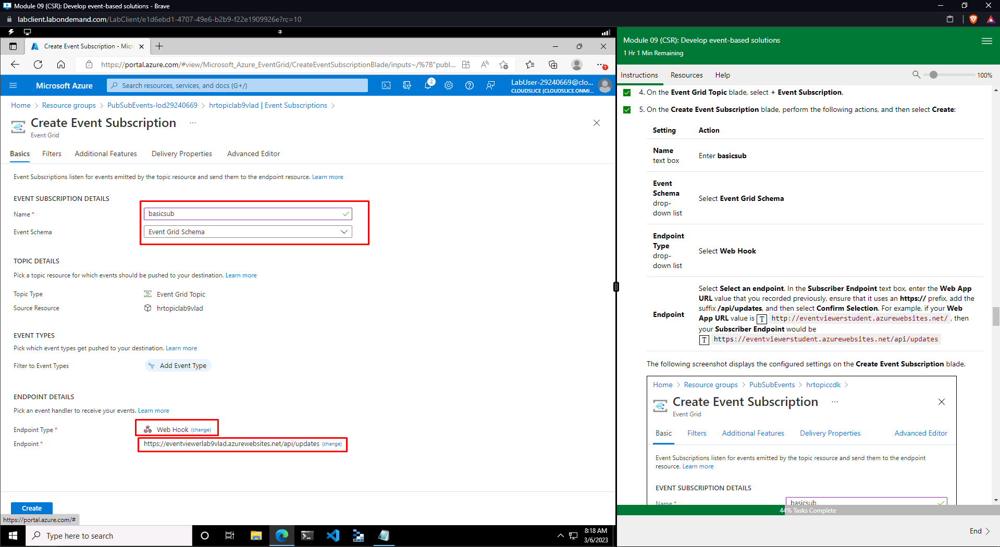 Module 09 (CSR): Develop event-based solutions - Brave
labclient.labondemand.com/LabClient/e1d6ebd1-4707-49e6-b2b9-f22e1909926e?rc=10
Create Event Subscription - Micr
https://portal.azure.com/#view/Microsoft_Azure_EventGrid/CreateEventSubscriptionBlade/inputs~/%7B"publ...
Microsoft Azure
Search resources, services, and docs (G+/)
2
LabUser-29240669@clo...
CLOUDSLICE (CLOUDSLICE.ONMI...
Home > Resource groups > PubSubEvents-lod29240669 > hrtopiclab9vlad | Event Subscriptions >
Create Event Subscription ...
Event Grid
Basics Filters Additional Features Delivery Properties Advanced Editor
Event Subscriptions listen for events emitted by the topic resource and send them to the endpoint resource. Learn more
EVENT SUBSCRIPTION DETAILS
Name * basicsub
Event Schema Event Grid Schema
TOPIC DETAILS
Pick a topic resource for which events should be pushed to your destination. Learn more
Topic Type Event Grid Topic
Source Resource hrtopiclab9vlad
EVENT TYPES
Pick which event types get pushed to your destination. Learn more
Filter to Event Types Add Event Type
ENDPOINT DETAILS
Pick an event handler to receive your events. Learn more
Endpoint Type * Web Hook (change)
Endpoint * https://eventviewerlab9vlad.azurewebsites.net/api/updates (change)
Create
https://portal.azure.com/#
Type here to search
8:18 AM
3/6/2023
Module 09 (CSR): Develop event-based solutions
1 Hr 1 Min Remaining
Instructions Resources Help 100%
4. On the Event Grid Topic blade, select + Event Subscription.
5. On the Create Event Subscription blade, perform the following actions, and then select Create:
Setting Action
Name
text box
Enter basicsub
Event
Schema
drop-
down list
Select Event Grid Schema
Endpoint
Type
drop-
down list
Select Web Hook
Endpoint
Select Select an endpoint. In the Subscriber Endpoint text box, enter the Web App
URL value that you recorded previously, ensure that it uses an https:// prefix, add the
suffix /api/updates, and then select Confirm Selection. For example, if your Web
App URL value is T http://eventviewerstudent.azurewebsites.net/ , then
your Subscriber Endpoint would be
T https://eventviewerstudent.azurewebsites.net/api/updates
The following screenshot displays the configured settings on the Create Event Subscription blade.
Home > Resource groups > PubSubEvents > hrtopiccdk >
Create Event Subscription ...
Event Grid
Basic Filters Additional Features Delivery Properties Advanced Editor
Event Subscriptions listen for events emitted by the topic resource and send them to the endpoint
resource. Learn more
EVENT SUBSCRIPTION DETAILS
Name * basicsub
44% Tasks Complete
End >